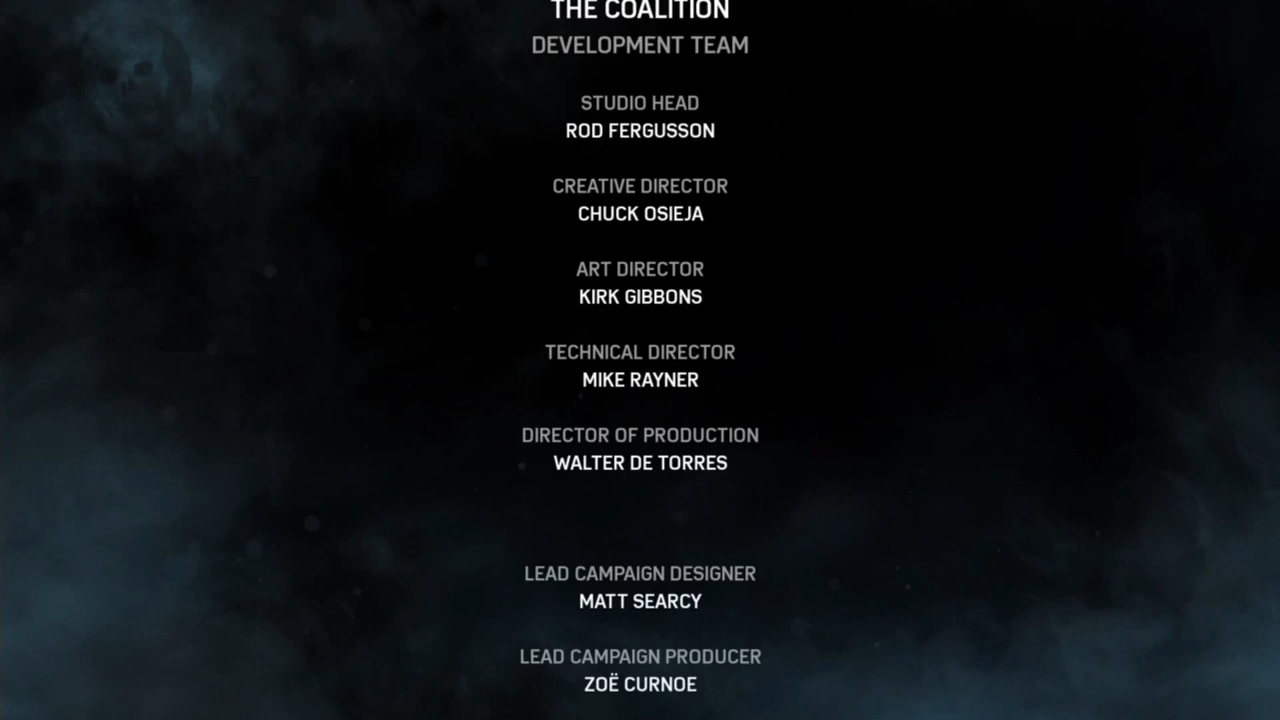 THE COALITION
DEVELOPMENT TEAM
STUDIO HEAD
ROD FERGUSSON
CREATIVE DIRECTOR
CHUCK OSIEJA
ART DIRECTOR
KIRK GIBBONS
TECHNICAL DIRECTOR
MIKE RAYNER
DIRECTOR OF PRODUCTION
WALTER DE TORRES
LEAD CAMPAIGN DESIGNER
MATT SEARCY
LEAD CAMPAIGN PRODUCER
ZOË CURNOE